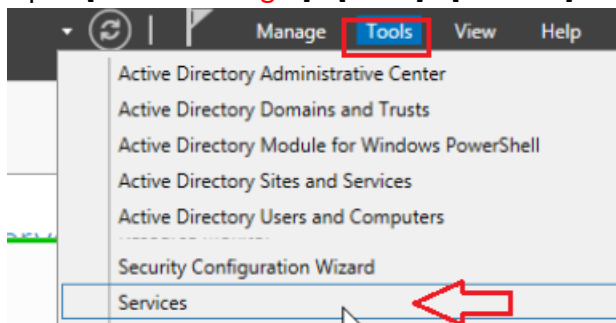 Manage Tools View Help
Active Directory Administrative Center
Active Directory Domains and Trusts
Active Directory Module for Windows PowerShell
Active Directory Sites and Services
Active Directory Users and Computers
Security Configuration Wizard
Services